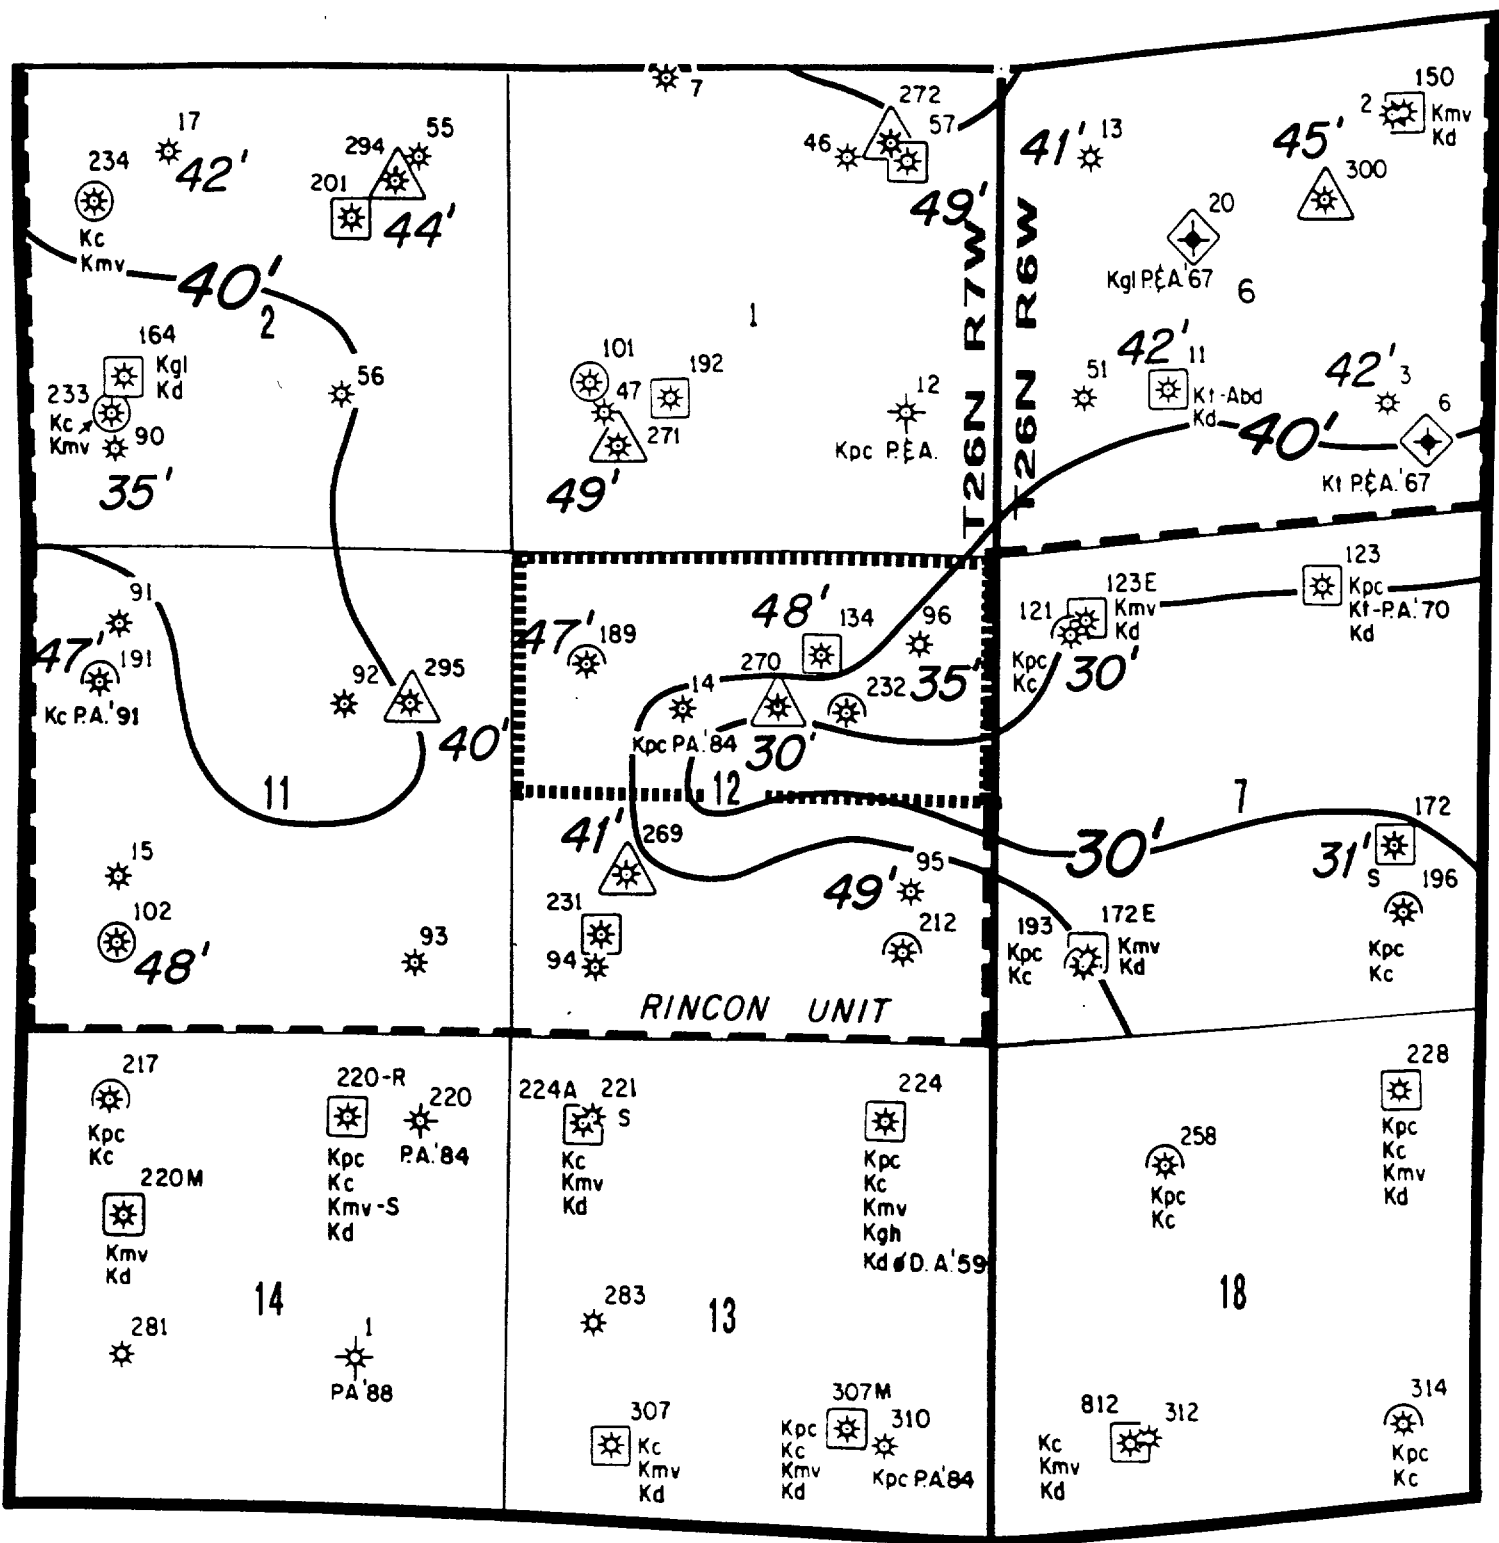 7
272
57
46
49'
17
42'
234
Kc
Kmv
294
55
201
44'
40'
2
164
Kgl
Kd
233
Kc
Kmv
90
35'
56
1
101
47
192
271
49'
12
Kpc P.&A.
T26N R7W
T26N R6W
41'
13
45'
300
2
150
Kmv
Kd
20
Kgl P.&A.'67
6
42'
11
51
Kt-Abd
Kd
42'
3
40'
6
Kt P.&A.'67
91
47'
191
Kc P.A.'91
92
295
40'
11
15
102
48'
93
47'
189
48'
134
96
270
14
232
35'
Kpc P.A.'84
30'
12
41'
269
231
94
49'
95
212
RINCON UNIT
123E
Kmv
Kd
121
Kpc
Kc
30'
123
Kpc
Kt-P.A.'70
Kd
7
30'
172
31'
S
196
Kpc
Kc
193
Kpc
Kc
172E
Kmv
Kd
217
Kpc
Kc
220M
Kmv
Kd
220-R
Kpc
Kc
Kmv-S
Kd
220
P.A.'84
14
281
1
PA'88
224A
221
S
Kc
Kmv
Kd
224
Kpc
Kc
Kmv
Kgh
Kd D.A.'59
283
13
307
Kc
Kmv
Kd
307M
Kpc
Kc
Kmv
Kd
310
Kpc P.A.'84
228
Kpc
Kc
Kmv
Kd
258
Kpc
Kc
18
812
312
Kc
Kmv
Kd
314
Kpc
Kc